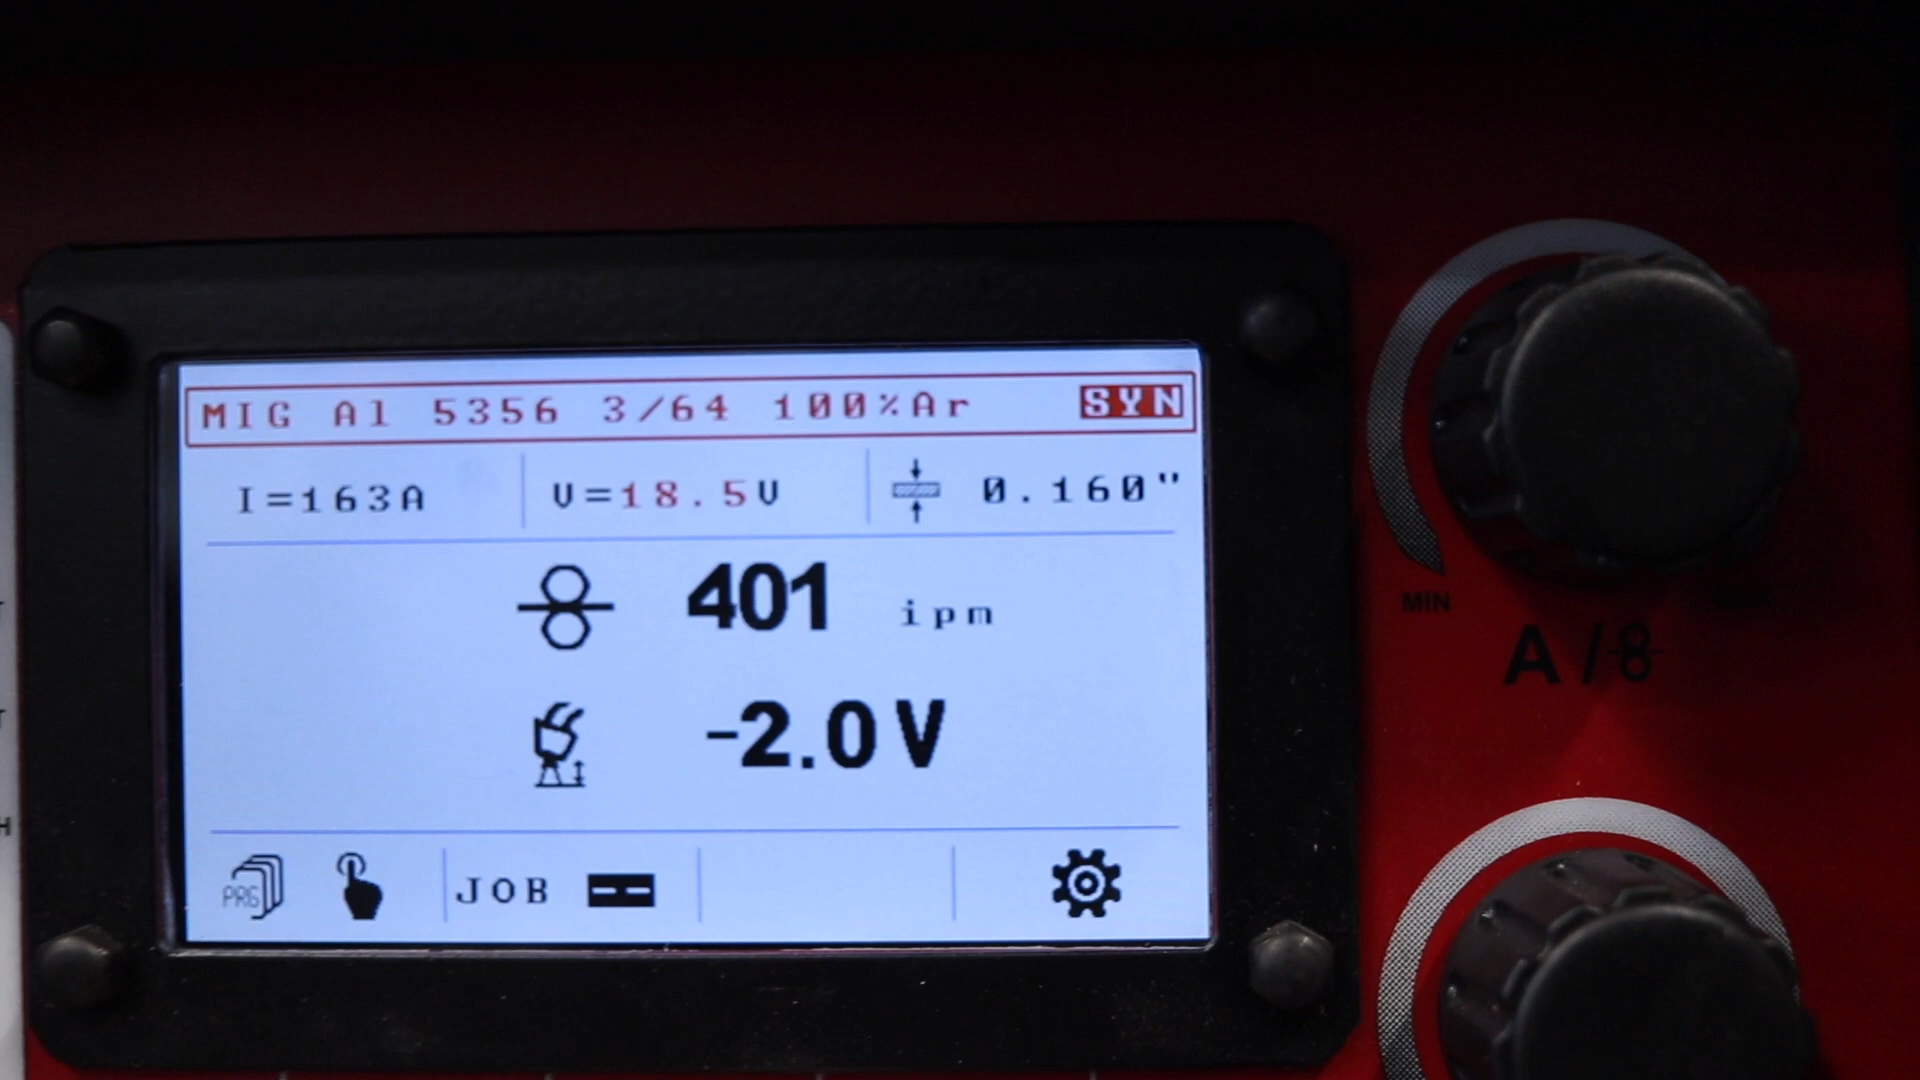 MIG Al 5356 3/64 100%Ar SYN
I=163A V=18.5V 0.160"
401 ipm
-2.0 V
PRG JOB --
MIN
A /